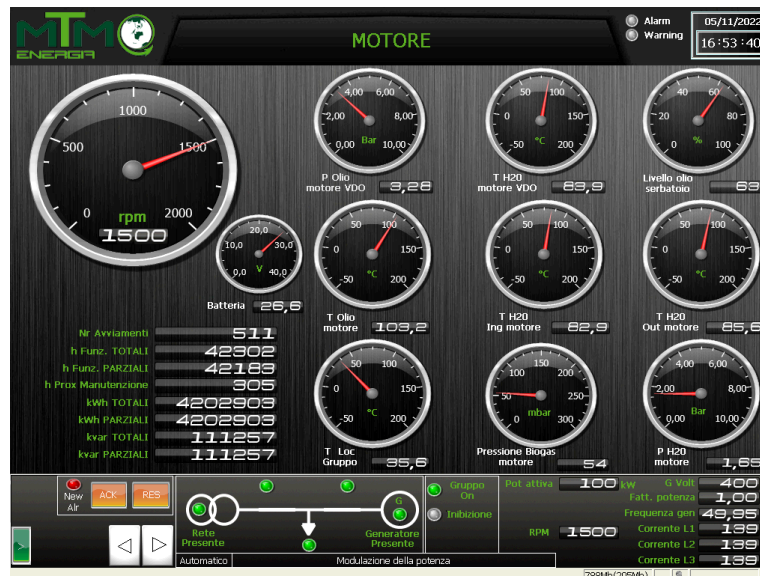 MTM
ENERGIA
MOTORE
Alarm
Warning
05/11/2022
16:53:40
500
1000
1500
0
2000
rpm
1500
10,0
20,0
30,0
0,0
40,0
V
Batteria 26,6
2,00
4,00
6,00
8,00
0,00
10,00
Bar
P Olio
motore VDO 3,28
-50
0
50
100
150
200
°C
T H20
motore VDO 83,9
0
20
40
60
80
100
%
Livello olio
serbatoio 63
-50
0
50
100
150
200
°C
T Olio
motore 103,2
-50
0
50
100
150
200
°C
T H20
Ing motore 82,9
-50
0
50
100
150
200
°C
T H20
Out motore 85,6
-50
0
50
100
150
200
°C
T Loc
Gruppo 35,6
0
50
100
150
200
250
300
mbar
Pressione Biogas
motore 54
0,00
2,00
4,00
6,00
8,00
10,00
Bar
P H20
motore 1,65
Nr Avviamenti 511
h Funz. TOTALI 42302
h Funz. PARZIALI 42183
h Prox Manutenzione 305
kWh TOTALI 4202903
kWh PARZIALI 4202903
kvar TOTALI 111257
kvar PARZIALI 111257
New
Alr
ACK
RES
>
Rete
Presente
G
Generatore
Presente
Automatico
Modulazione della potenza
Gruppo
On
Inibizione
Pot attiva 100 kW
RPM 1500
G Volt 400
Fatt. potenza 1,00
Frequenza gen 49,95
Corrente L1 139
Corrente L2 139
Corrente L3 139